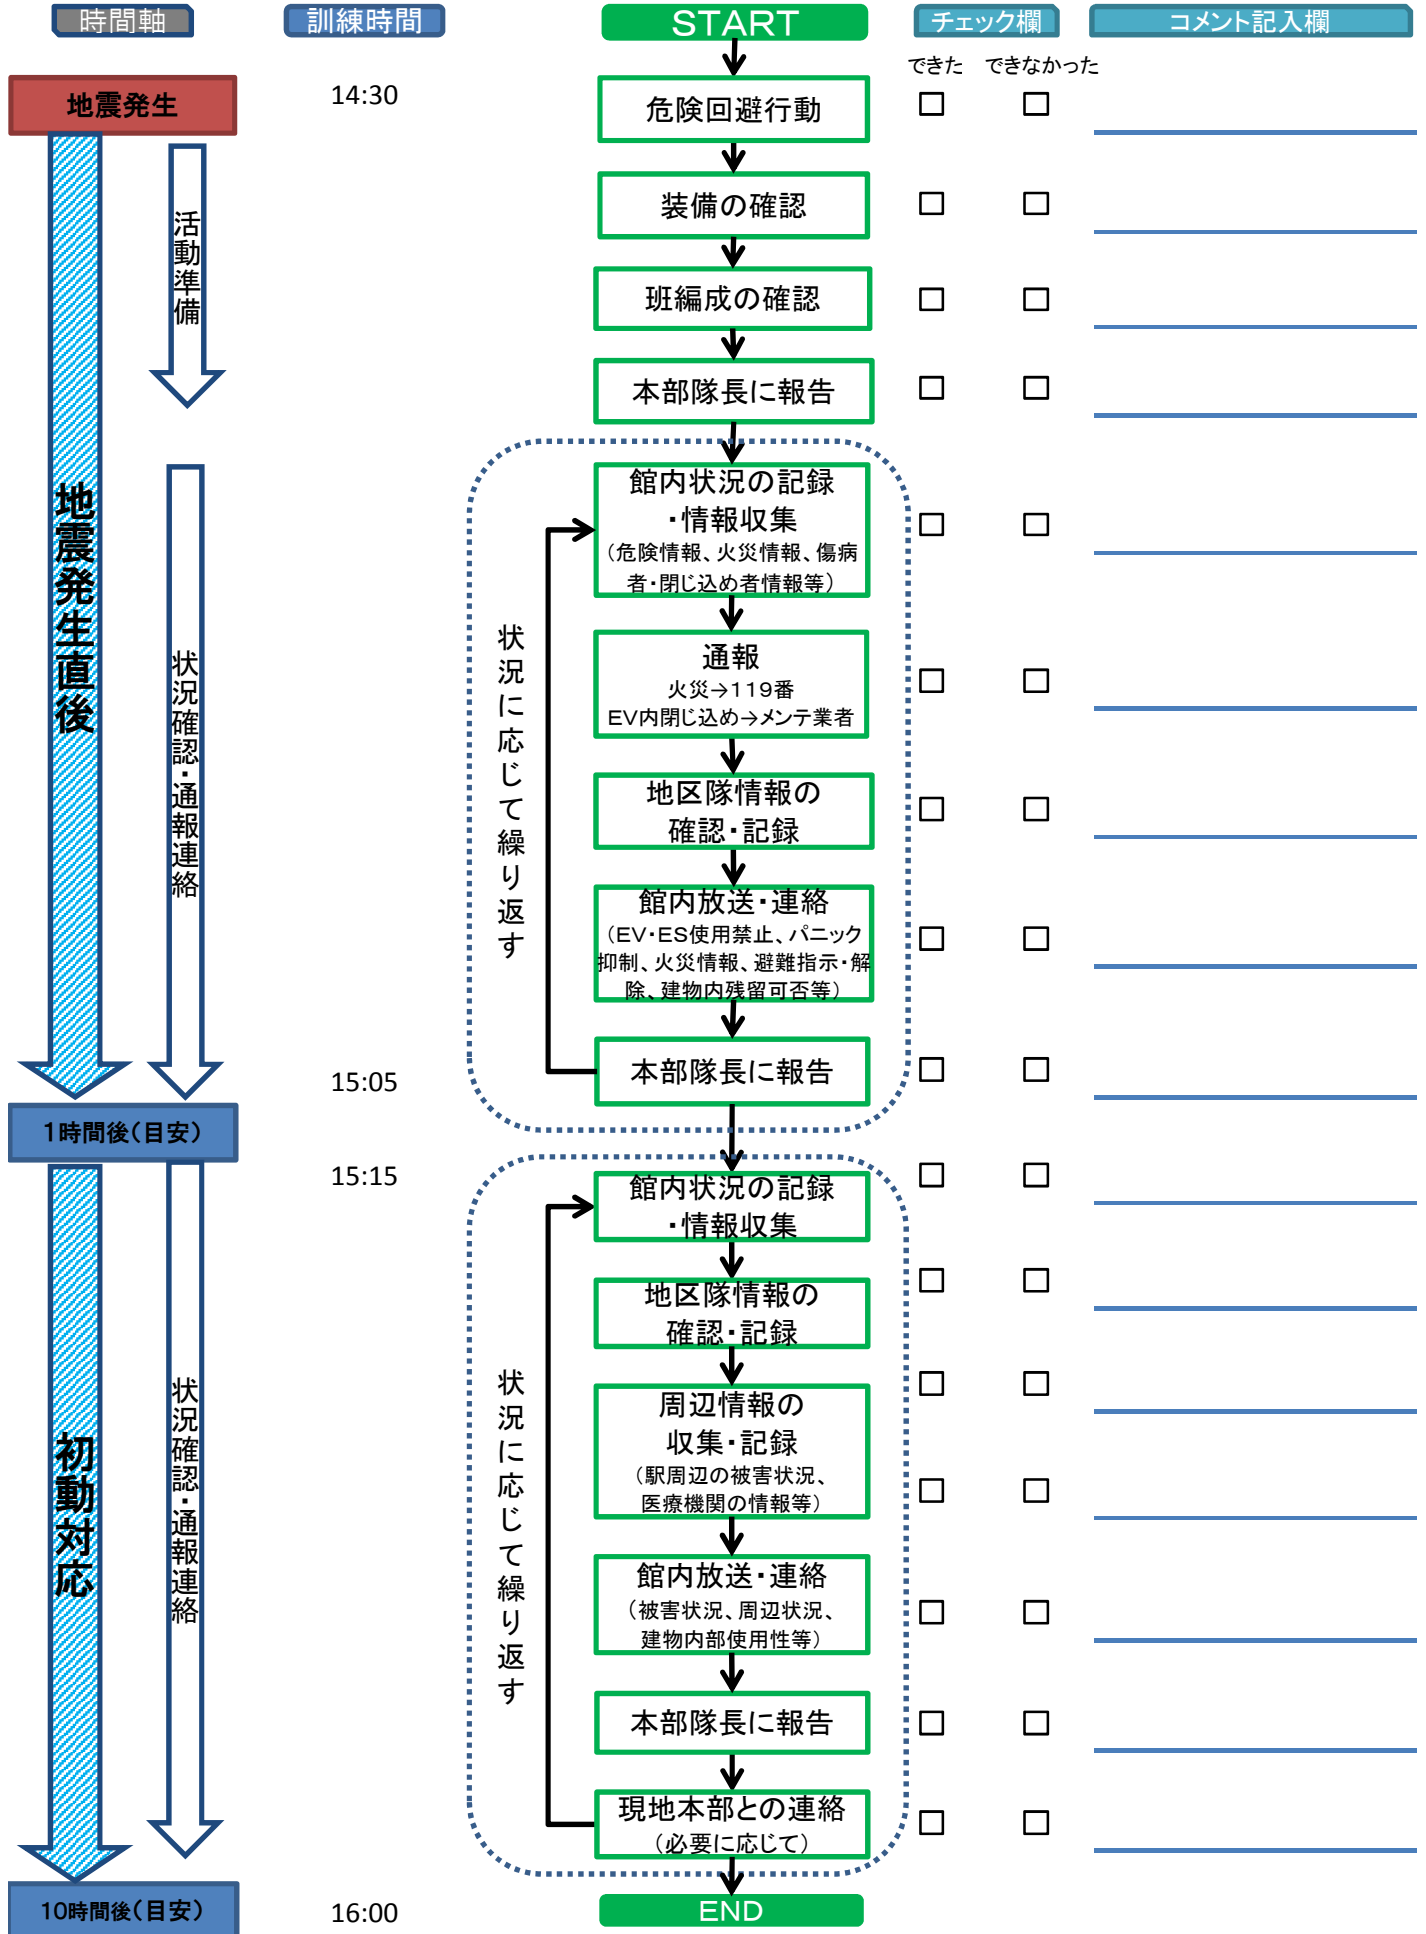 時間軸
訓練時間
START
チェック欄
コメント記入欄
できた
できなかった
地震発生
14:30
危険回避行動
装備の確認
活動準備
班編成の確認
本部隊長に報告
地震発生直後
状況確認・通報連絡
状況に応じて繰り返す
館内状況の記録
・情報収集
（危険情報、火災情報、傷病
者・閉じ込め者情報等）
通報
火災→119番
EV内閉じ込め→メンテ業者
地区隊情報の
確認・記録
館内放送・連絡
（EV・ES使用禁止、パニック
抑制、火災情報、避難指示・解
除、建物内残留可否等）
本部隊長に報告
15:05
1時間後（目安）
15:15
初動対応
状況確認・通報連絡
状況に応じて繰り返す
館内状況の記録
・情報収集
地区隊情報の
確認・記録
周辺情報の
収集・記録
（駅周辺の被害状況、
医療機関の情報等）
館内放送・連絡
（被害状況、周辺状況、
建物内部使用性等）
本部隊長に報告
現地本部との連絡
（必要に応じて）
10時間後（目安）
16:00
END